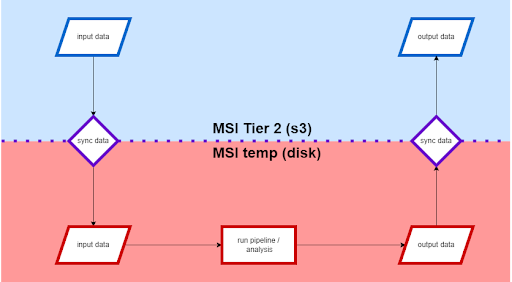 input data
output data
sync data
MSI Tier 2 (s3)
sync data
MSI temp (disk)
input data
run pipeline /
analysis
output data